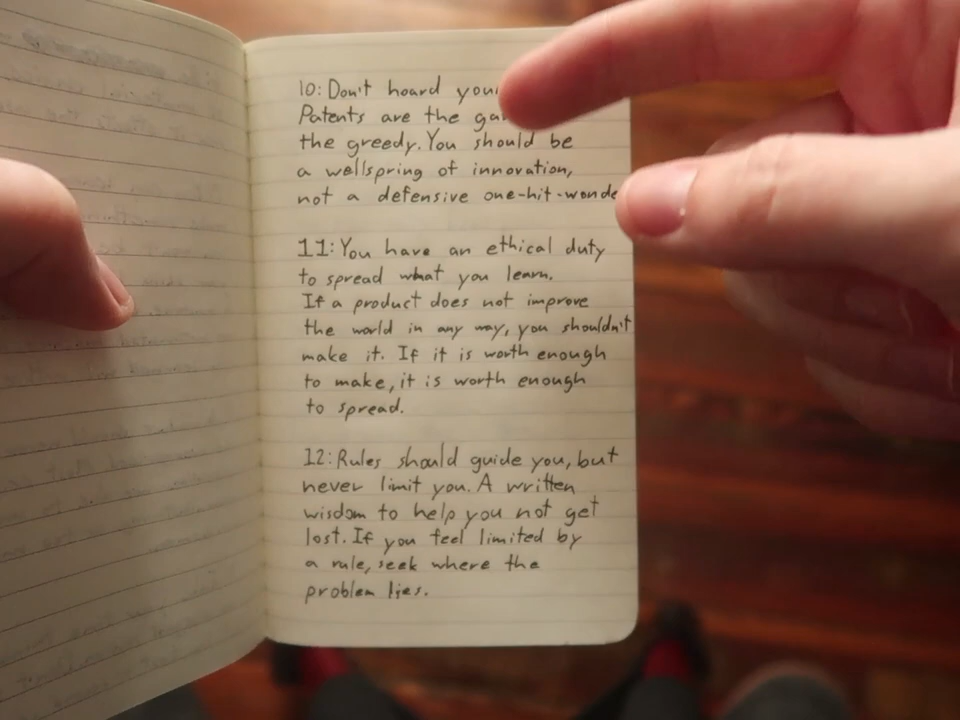 10: Don't hoard your
Patents are the
the greedy. You should be
a wellspring of innovation,
not a defensive one-hit-wonde
11: You have an ethical duty
to spread what you learn.
If a product does not improve
the world in any way, you shouldn't
make it. If it is worth enough
to make, it is worth enough
to spread.
12: Rules should guide you, but
never limit you. A written
wisdom to help you not get
lost. If you feel limited by
a rule, seek where the
problem lies.